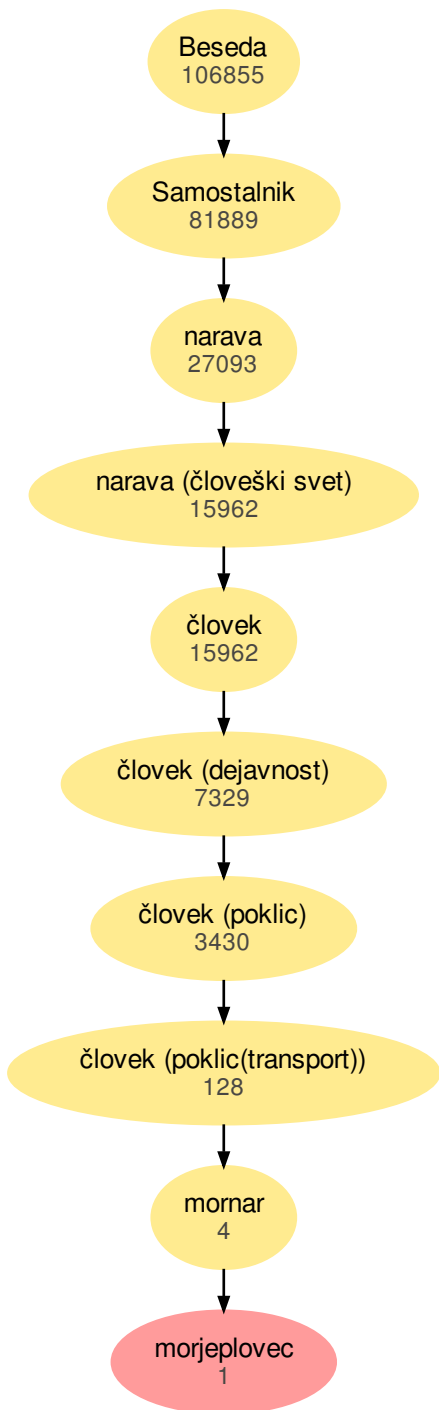 Beseda
106855
Samostalnik
81889
narava
27093
narava (človeški svet)
15962
človek
15962
človek (dejavnost)
7329
človek (poklic)
3430
človek (poklic(transport))
128
mornar
4
morjeplovec
1